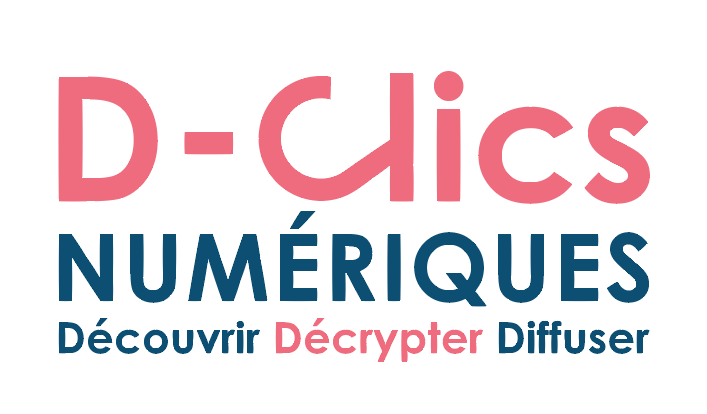 D-Clics
NUMÉRIQUES
Découvrir Décrypter Diffuser